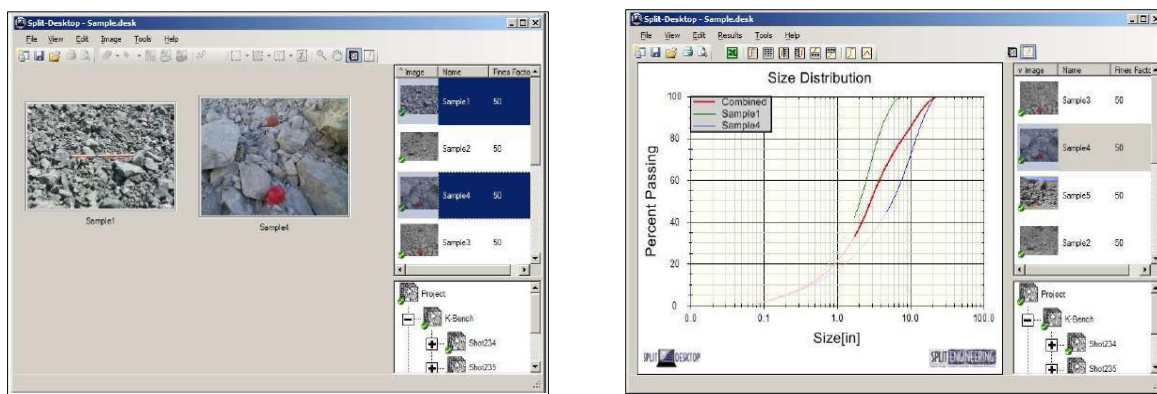 Split-Desktop - Sample.desk
File View Edit Image Tools Help
^ Image Name Fines Facto
Sample1 50
Sample2 50
Sample4 50
Sample3 50
Sample1
Sample4
Project
K-Bench
Shot234
Shot235
Split-Desktop - Sample.desk
File View Edit Results Tools Help
v Image Name Fines Fact
Size Distribution
Combined
Sample1
Sample4
Percent Passing
100
80
60
40
20
0
0.0 0.1 1.0 10.0 100.0
Size[in]
SPLIT DESKTOP
SPLIT ENGINEERING
Sample3 50
Sample4 50
Sample5 50
Sample2 50
Project
K-Bench
Shot234
Shot235